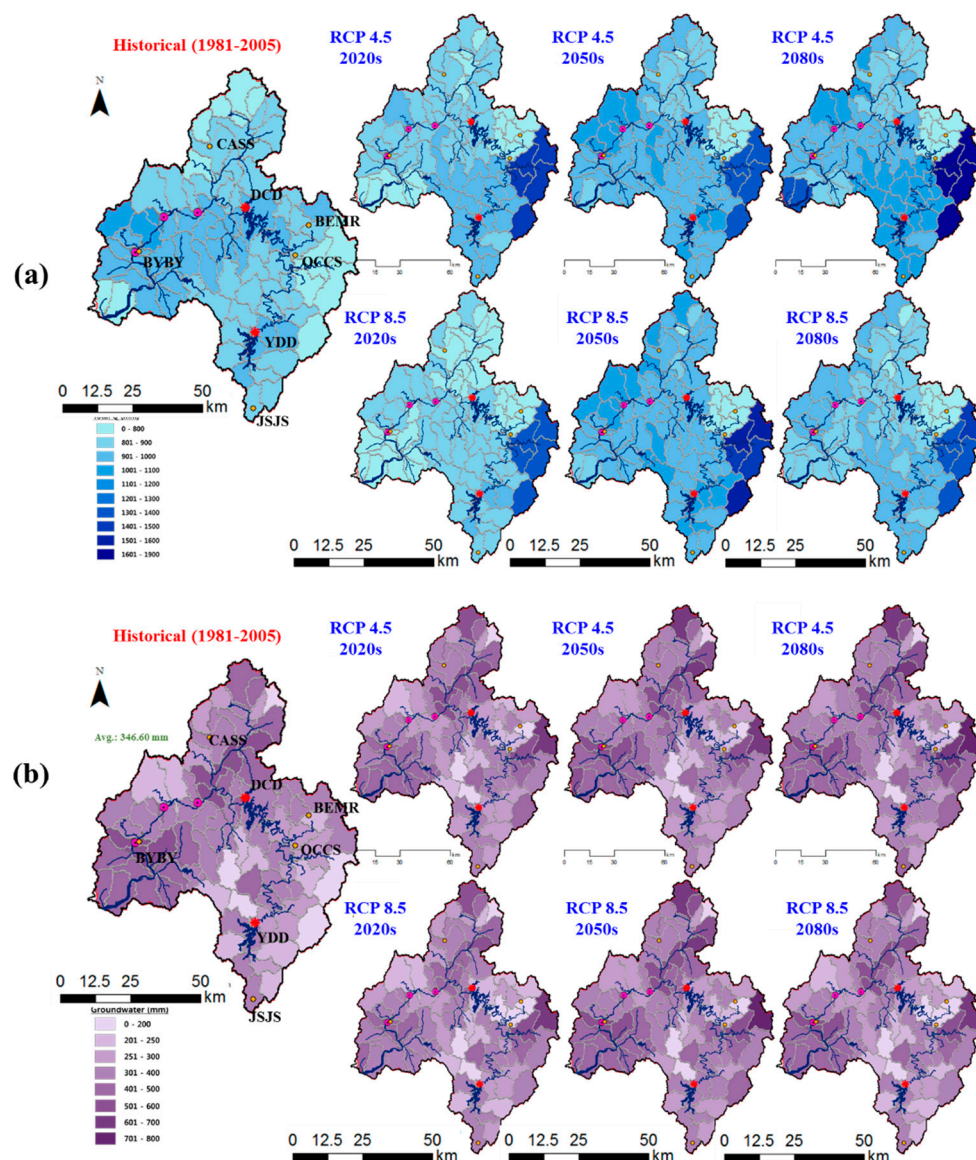 (a)
Historical (1981-2005)
N
CASS
DCD
BEMR
BYBY
QCCS
YDD
JSJS
0 12.5 25 50
km
0 - 800
801 - 900
901 - 1000
1001 - 1100
1101 - 1200
1201 - 1300
1301 - 1400
1401 - 1500
1501 - 1600
1601 - 1900
RCP 4.5
2020s
RCP 4.5
2050s
RCP 4.5
2080s
RCP 8.5
2020s
RCP 8.5
2050s
RCP 8.5
2080s
0 12.5 25 50
km
0 12.5 25 50
km
0 12.5 25 50
km
(b)
Historical (1981-2005)
N
Avg.: 346.60 mm
CASS
DCD
BEMR
BYBY
QCCS
YDD
JSJS
0 12.5 25 50
km
Groundwater (mm)
0 - 200
201 - 250
251 - 300
301 - 400
401 - 500
501 - 600
601 - 700
701 - 800
RCP 4.5
2020s
RCP 4.5
2050s
RCP 4.5
2080s
RCP 8.5
2020s
RCP 8.5
2050s
RCP 8.5
2080s
0 12.5 25 50
km
0 12.5 25 50
km
0 12.5 25 50
km